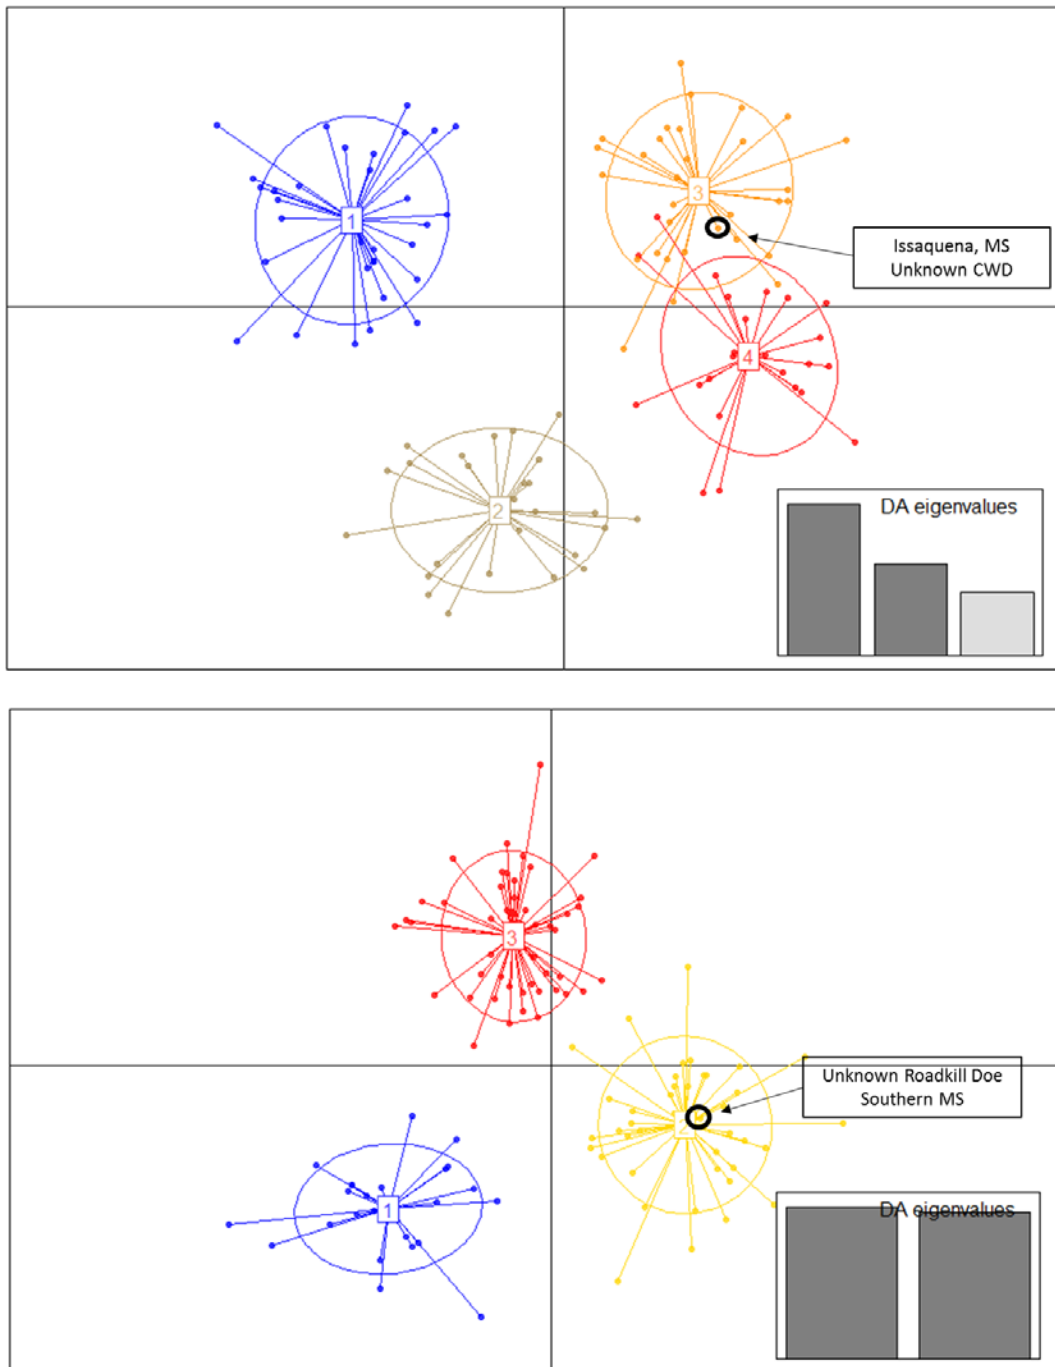 1
3
Issaquena, MS
Unknown CWD
4
2
DA eigenvalues
3
Unknown Roadkill Doe
Southern MS
2
1
DA eigenvalues